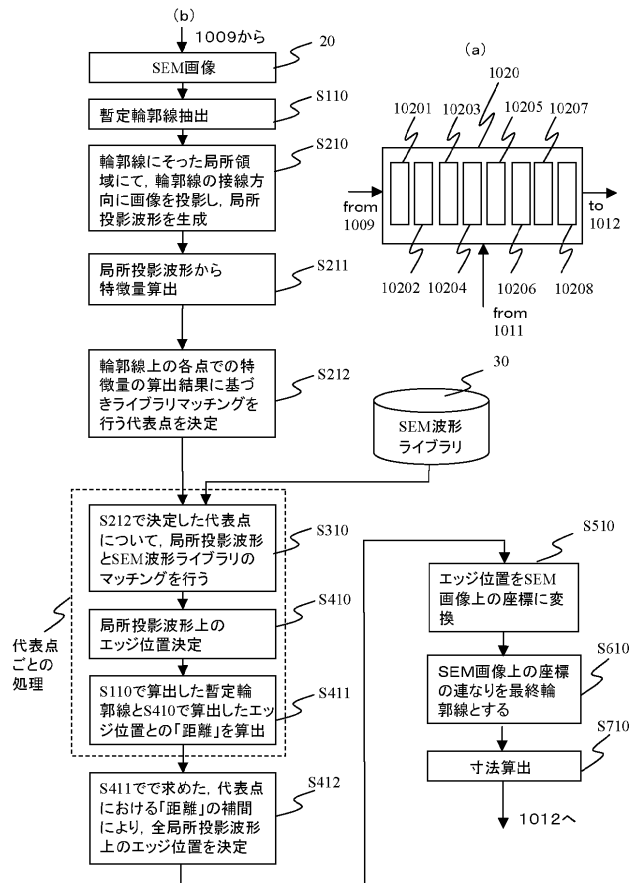 (b)
1009から
20
SEM画像
S110
暫定輪郭線抽出
S210
輪郭線にそった局所領
域にて，輪郭線の接線方
向に画像を投影し，局所
投影波形を生成
S211
局所投影波形から
特徴量算出
S212
輪郭線上の各点での特
徴量の算出結果に基づ
きライブラリマッチングを
行う代表点を決定
(a)
1020
10201
10203
10205
10207
from
1009
to
1012
10202
10204
10206
10208
from
1011
30
SEM波形
ライブラリ
S212で決定した代表点
について，局所投影波形
とSEM波形ライブラリの
マッチングを行う
S310
局所投影波形上の
エッジ位置決定
S410
代表点
ごとの
処理
S110で算出した暫定輪
郭線とS410で算出したエッ
ジ位置との「距離」を算出
S411
S411でで求めた，代表点
における「距離」の補間
により，全局所投影波形
上のエッジ位置を決定
S412
S510
エッジ位置をSEM
画像上の座標に変
換
S610
SEM画像上の座標
の連なりを最終輪
郭線とする
S710
寸法算出
1012へ